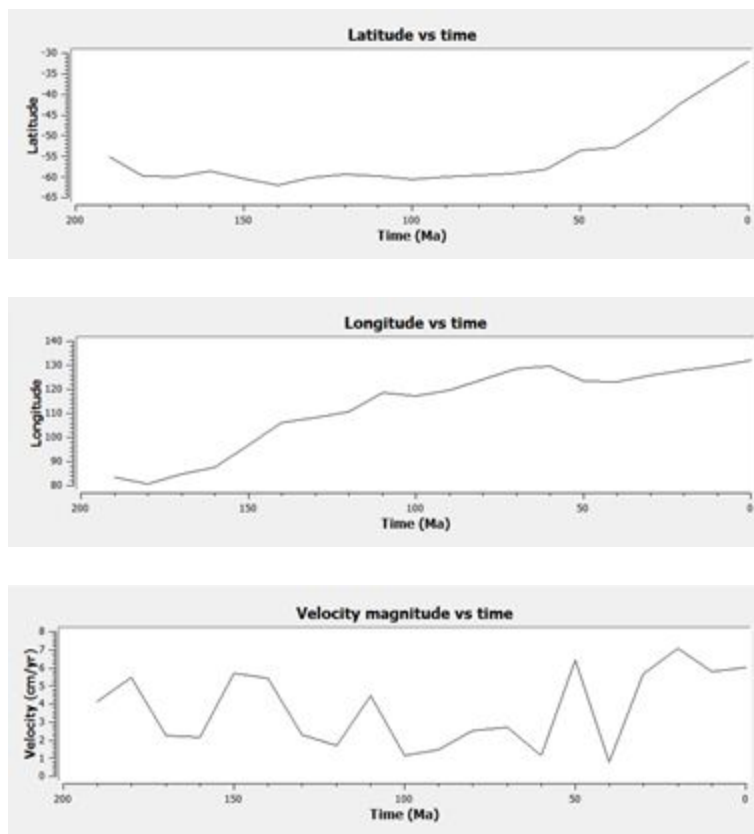 Latitude vs time
Latitude
-30
-35
-40
-45
-50
-55
-60
-65
200 150 100 50 0
Time (Ma)
Longitude vs time
Longitude
140
130
120
110
100
90
80
200 150 100 50 0
Time (Ma)
Velocity magnitude vs time
Velocity (cm/yr)
8
7
6
5
4
3
2
1
0
200 150 100 50 0
Time (Ma)